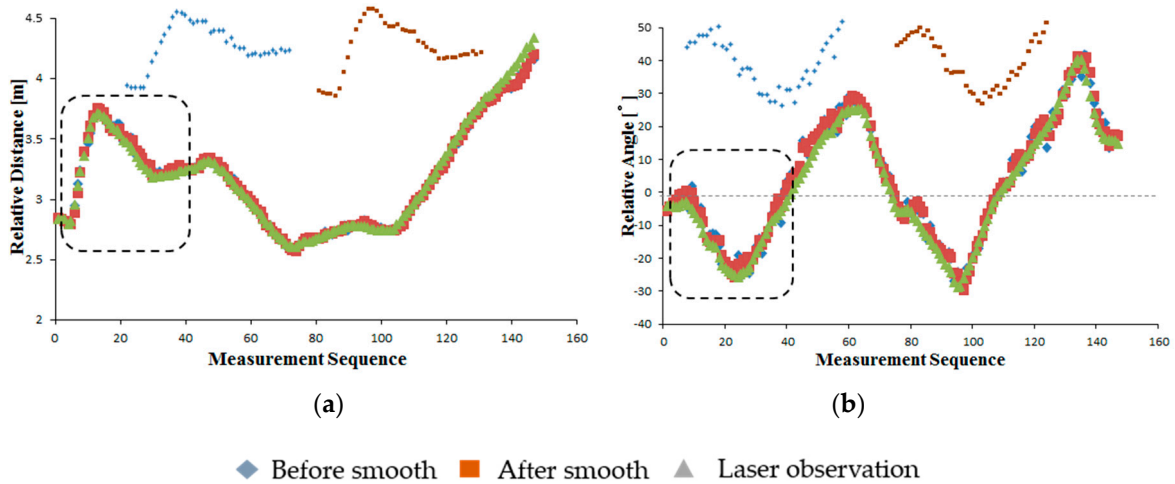 4.5
4
3.5
3
2.5
2
Relative Distance [m]
0 20 40 60 80 100 120 140 160
Measurement Sequence
(a)
50
40
30
20
10
0
-10
-20
-30
-40
Relative Angle [°]
0 20 40 60 80 100 120 140 160
Measurement Sequence
(b)
Before smooth After smooth Laser observation